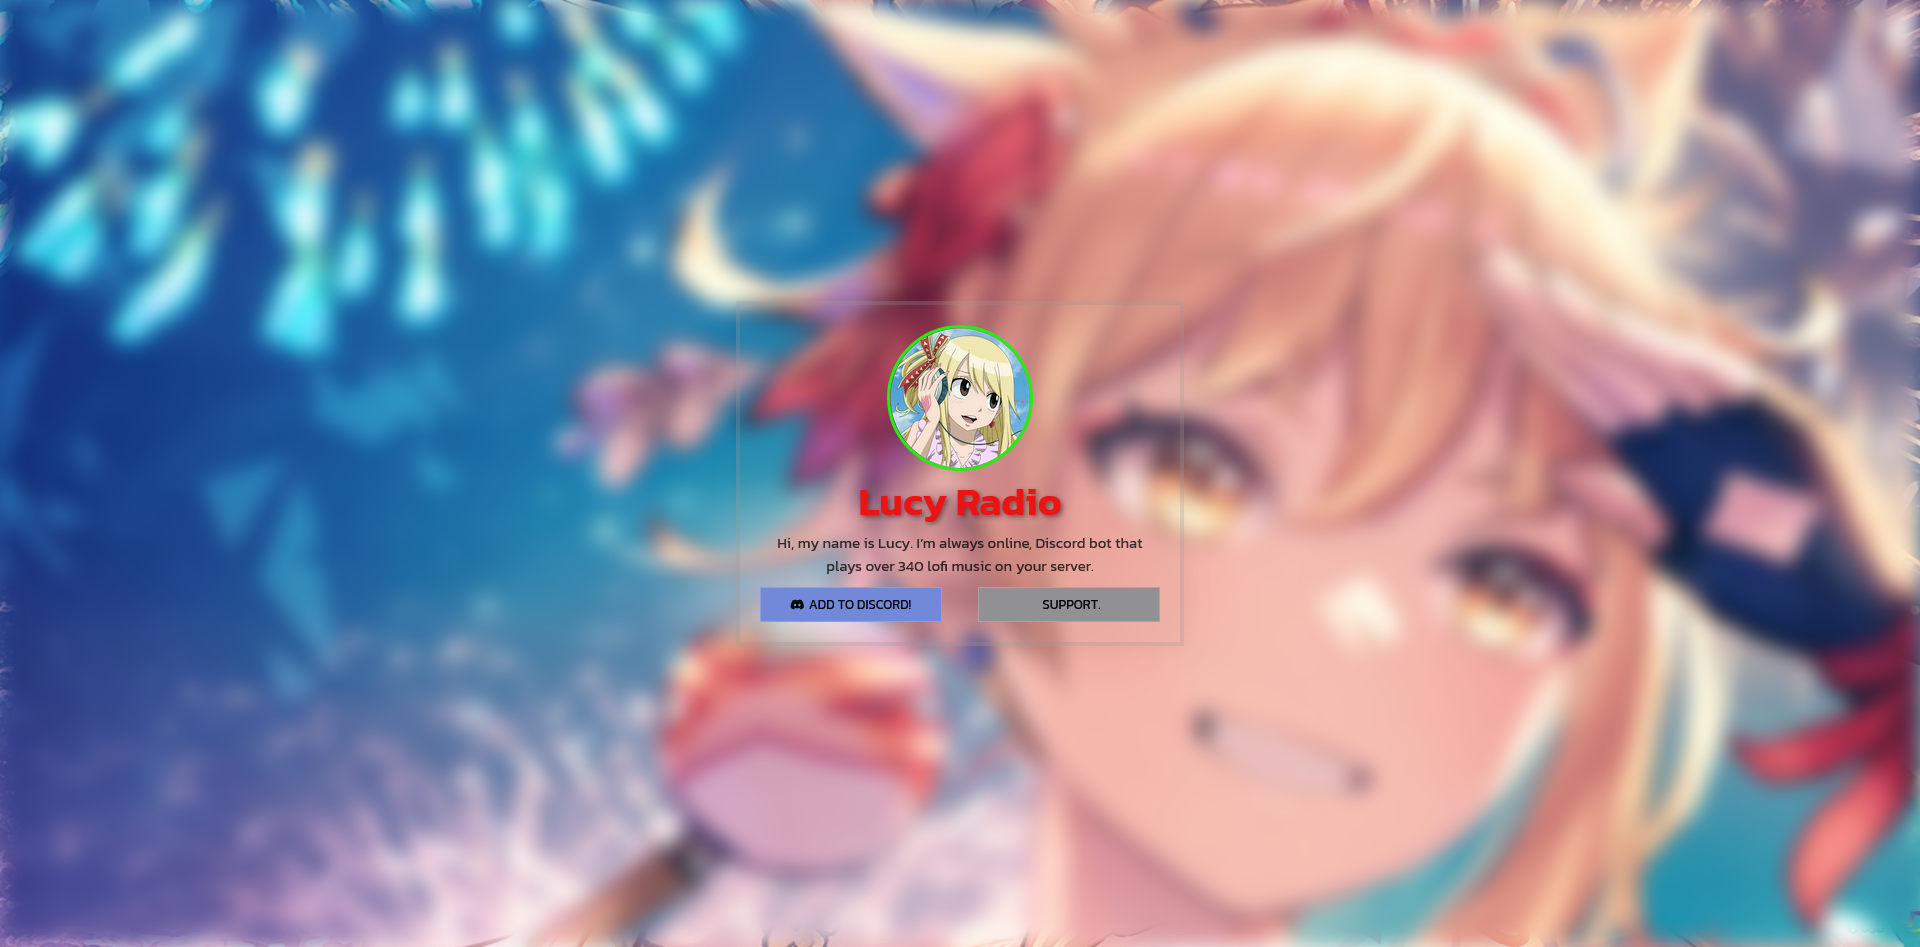 Lucy Radio
Hi, my name is Lucy. I'm always online, Discord bot that
plays over 340 lofi music on your server.
ADD TO DISCORD!
SUPPORT.